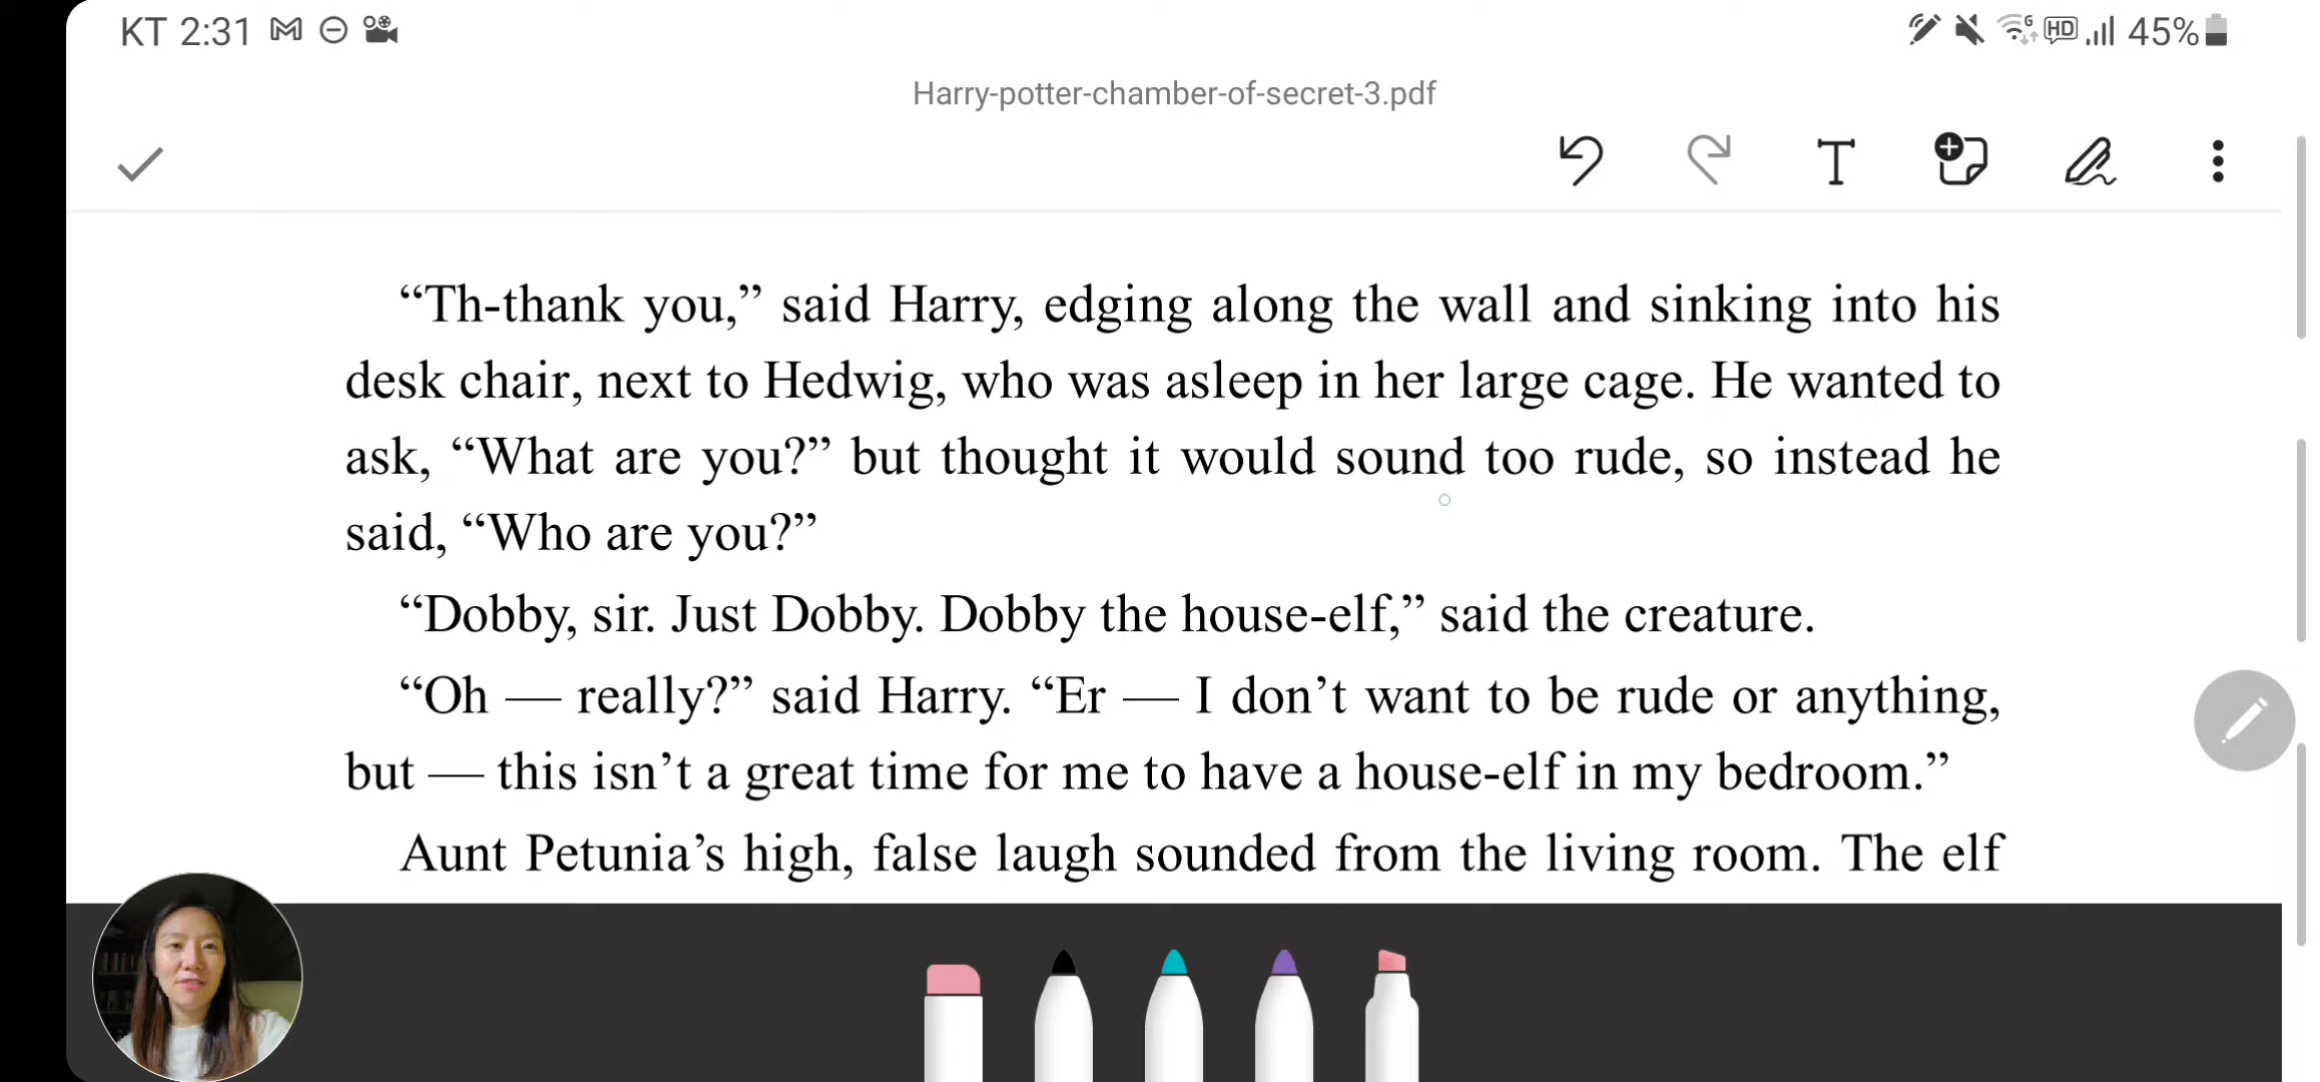 KT 2:31 45%
Harry-potter-chamber-of-secret-3.pdf
“Th-thank you,” said Harry, edging along the wall and sinking into his
desk chair, next to Hedwig, who was asleep in her large cage. He wanted to
ask, “What are you?” but thought it would sound too rude, so instead he
said, “Who are you?”
“Dobby, sir. Just Dobby. Dobby the house-elf,” said the creature.
“Oh — really?” said Harry. “Er — I don’t want to be rude or anything,
but — this isn’t a great time for me to have a house-elf in my bedroom.”
Aunt Petunia’s high, false laugh sounded from the living room. The elf